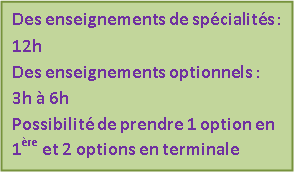 Des enseignements de spécialités :
12h
Des enseignements optionnels :
3h à 6h
Possibilité de prendre 1 option en
1ère et 2 options en terminale